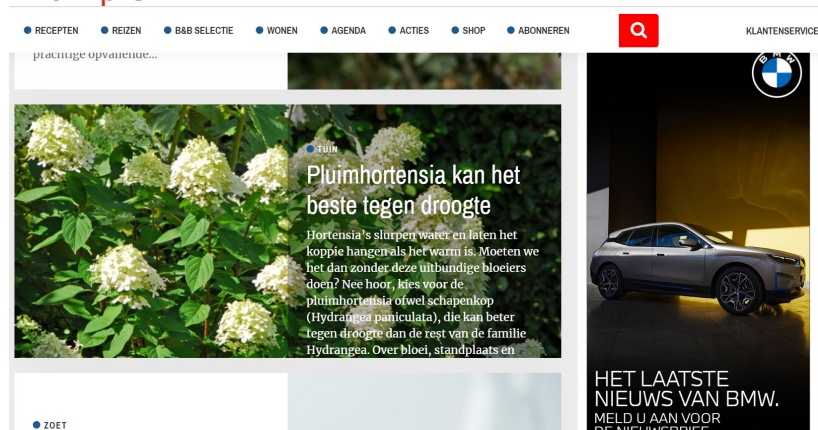 RECEPTEN REIZEN B&B SELECTIE WONEN AGENDA ACTIES SHOP ABONNEREN KLANTENSERVICE
prachtige opvallende...
TUIN
Pluimhortensia kan het
beste tegen droogte
Hortensia's slurpen water en laten het
koppie hangen als het warm is. Moeten we
het dan zonder deze uitbundige bloeiers
doen? Nee hoor, kies voor de
pluimhortensia ofwel schapenkop
(Hydrangea paniculata), die kan beter
tegen droogte dan de rest van de familie
Hydrangea. Over bloei, standplaats en
ZOET
BMW
HET LAATSTE
NIEUWS VAN BMW.
MELD U AAN VOOR
DE NIEUWSBRIEF